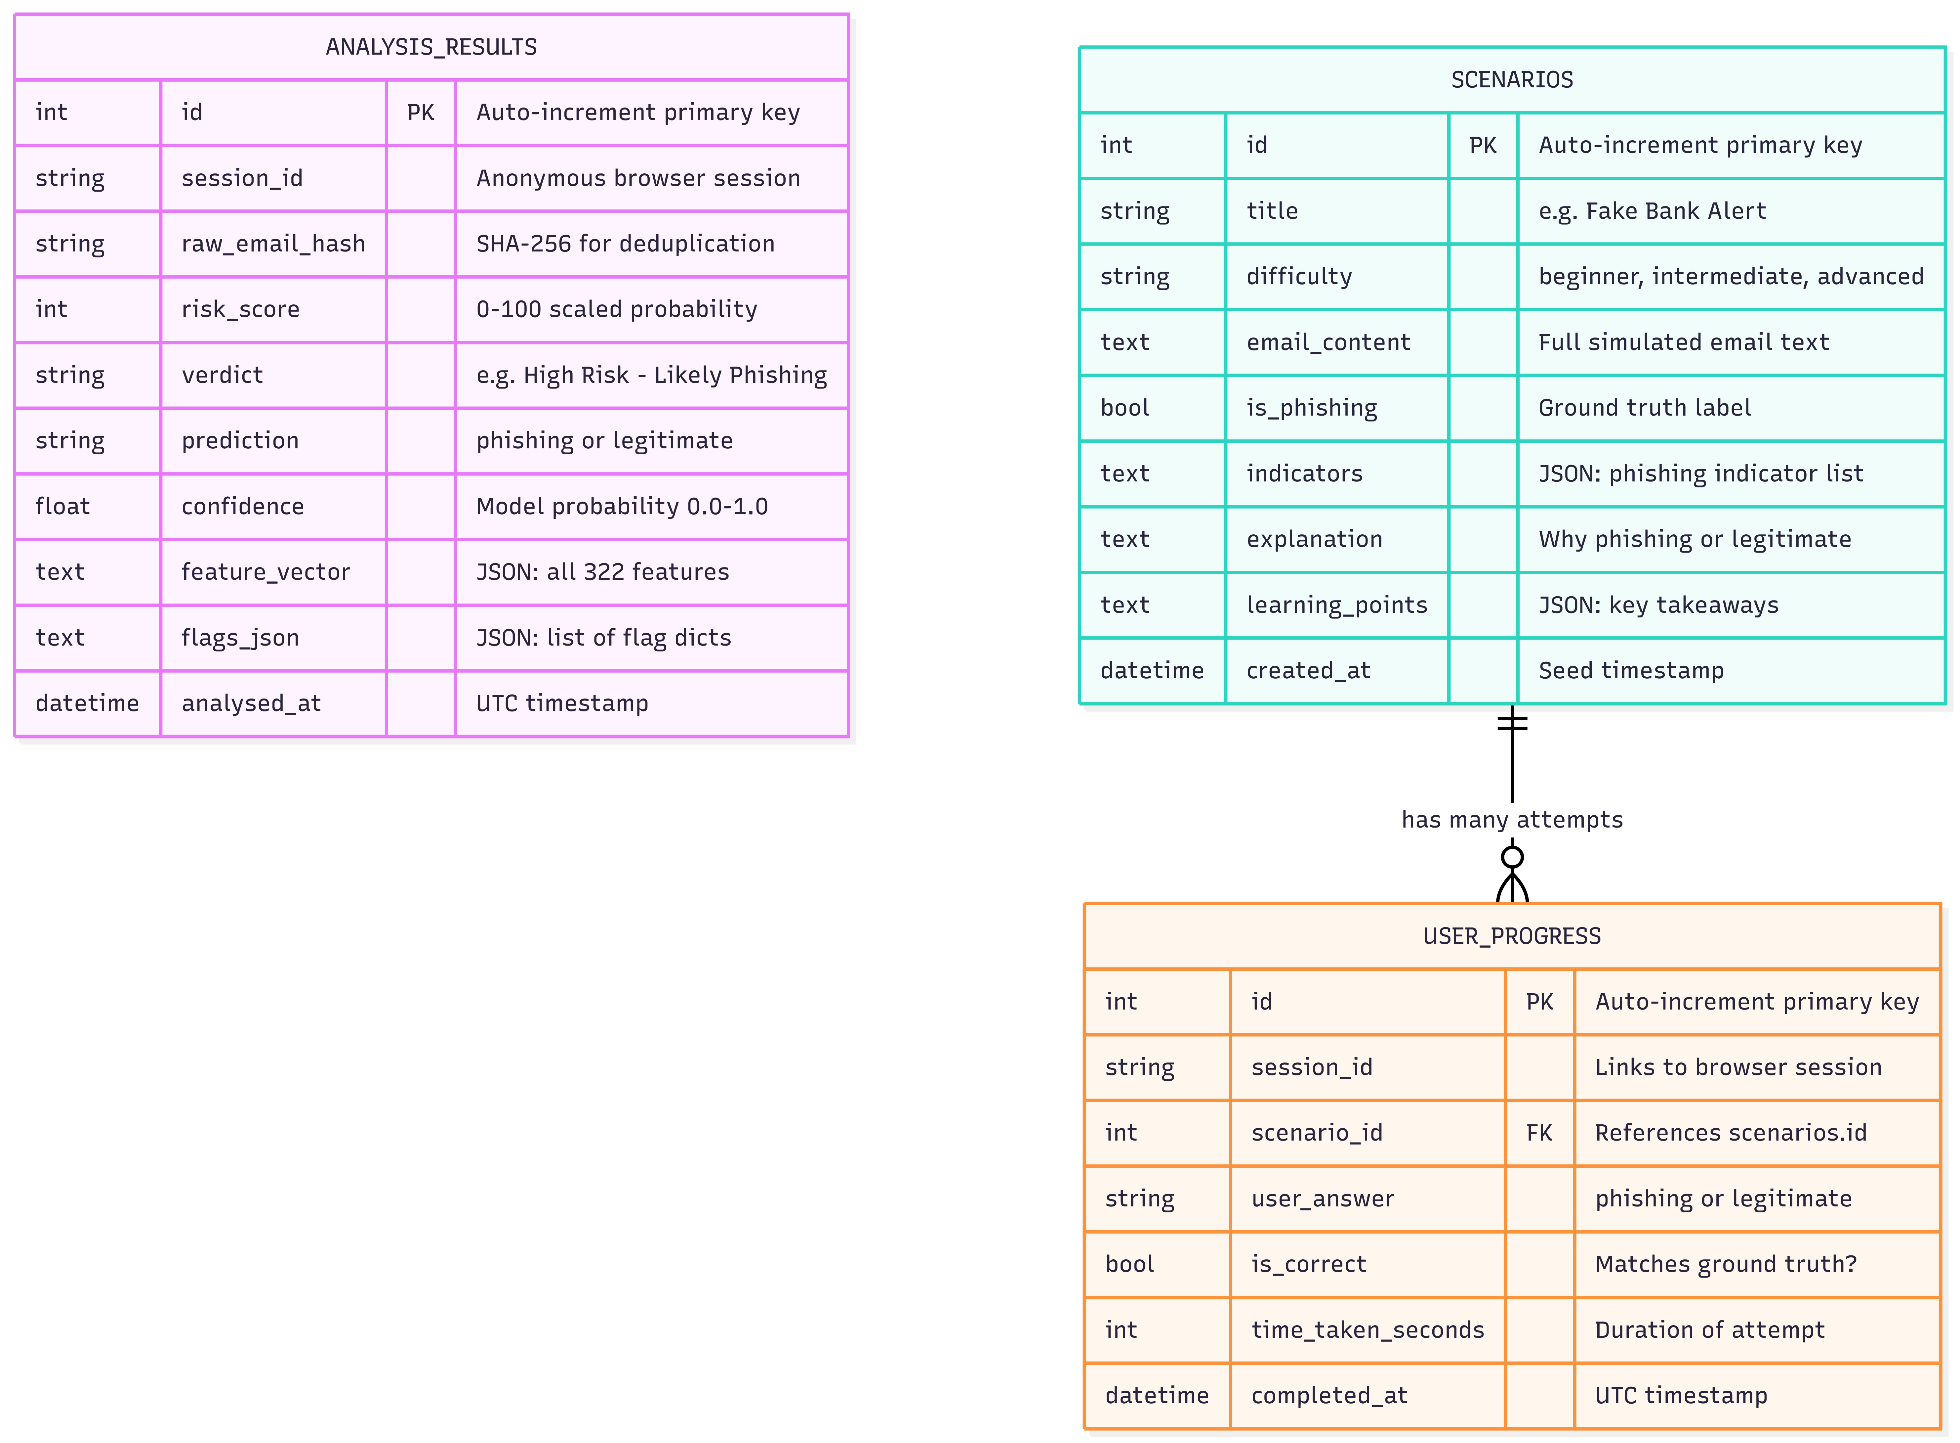 ANALYSIS_RESULTS
int id PK Auto-increment primary key
string session_id Anonymous browser session
string raw_email_hash SHA-256 for deduplication
int risk_score 0-100 scaled probability
string verdict e.g. High Risk - Likely Phishing
string prediction phishing or legitimate
float confidence Model probability 0.0-1.0
text feature_vector JSON: all 322 features
text flags_json JSON: list of flag dicts
datetime analysed_at UTC timestamp
SCENARIOS
int id PK Auto-increment primary key
string title e.g. Fake Bank Alert
string difficulty beginner, intermediate, advanced
text email_content Full simulated email text
bool is_phishing Ground truth label
text indicators JSON: phishing indicator list
text explanation Why phishing or legitimate
text learning_points JSON: key takeaways
datetime created_at Seed timestamp
has many attempts
USER_PROGRESS
int id PK Auto-increment primary key
string session_id Links to browser session
int scenario_id FK References scenarios.id
string user_answer phishing or legitimate
bool is_correct Matches ground truth?
int time_taken_seconds Duration of attempt
datetime completed_at UTC timestamp